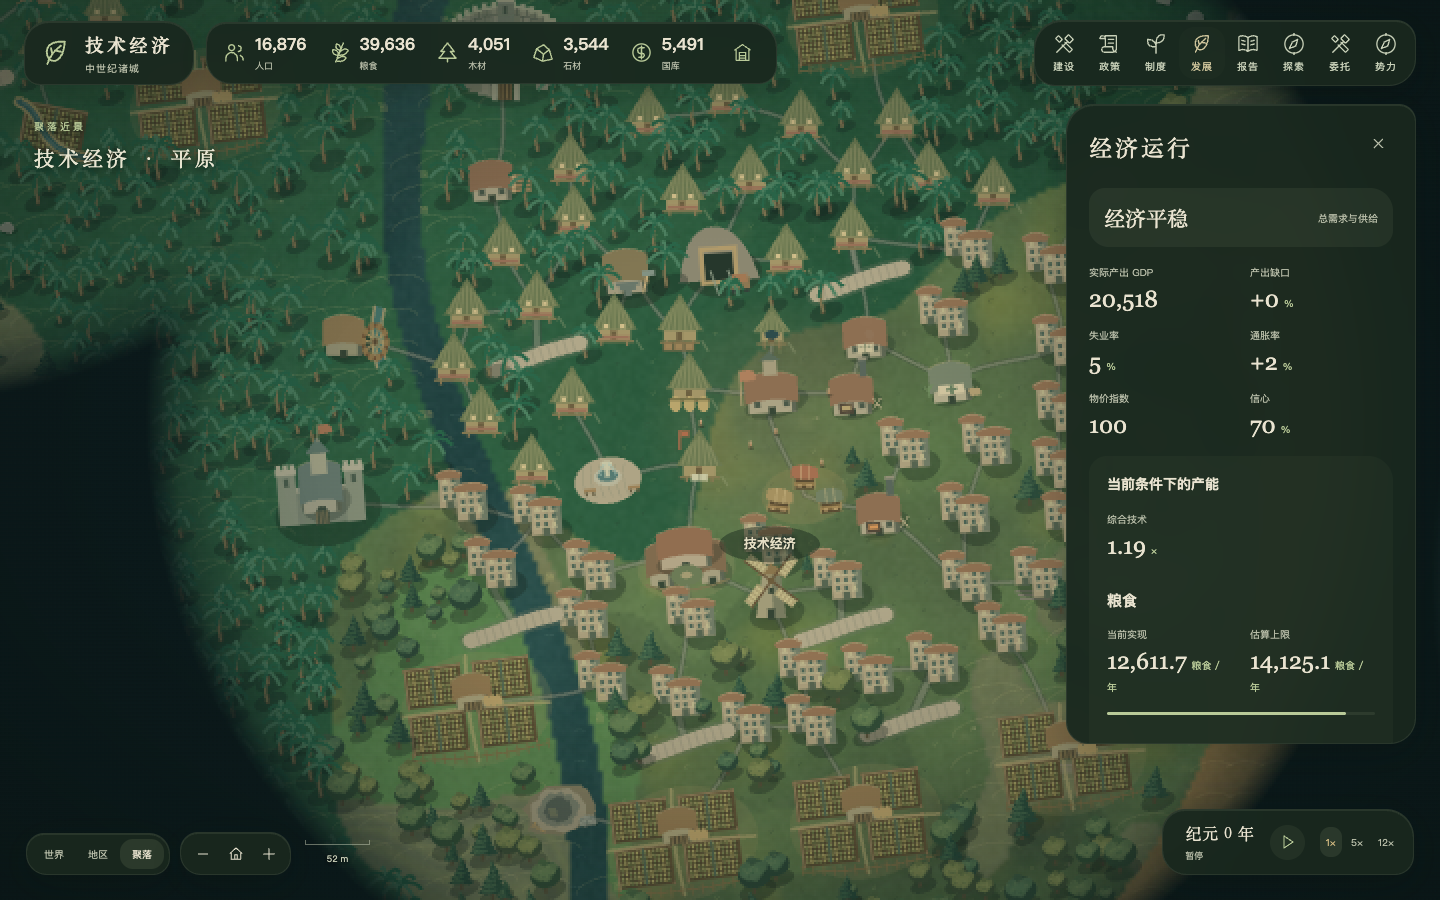 技术经济
中世纪诸城
16,876
人口
39,636
粮食
4,051
木材
3,544
石材
5,491
国库
建设
政策
制度
发展
报告
探索
委托
势力
聚落近景
技术经济 · 平原
经济运行
经济平稳
总需求与供给
实际产出 GDP
产出缺口
20,518
+0 %
失业率
通胀率
5 %
+2 %
物价指数
信心
100
70 %
当前条件下的产能
综合技术
1.19 ×
粮食
当前实现
估算上限
12,611.7 粮食 /
年
14,125.1 粮食 /
年
技术经济
世界
地区
聚落
52 m
纪元 0 年
暂停
1×
5×
12×